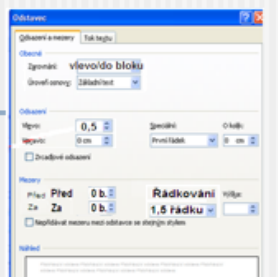 Odstavec
Odsazení a mezery Tok textu
Obecné
Zarovnání: vlevo/do bloku
Úroveň osnovy: Základní text
Odsazení
Vlevo: 0,5 Speciální: O kolik:
Vpravo: 0 cm První řádek 0 cm
Zrcadlové odsazení
Mezery
Před Před 0 b. Řádkování Výška:
Za Za 0 b. 1,5 řádku
Nepřidávat mezeru mezi odstavce se stejným stylem
Náhled